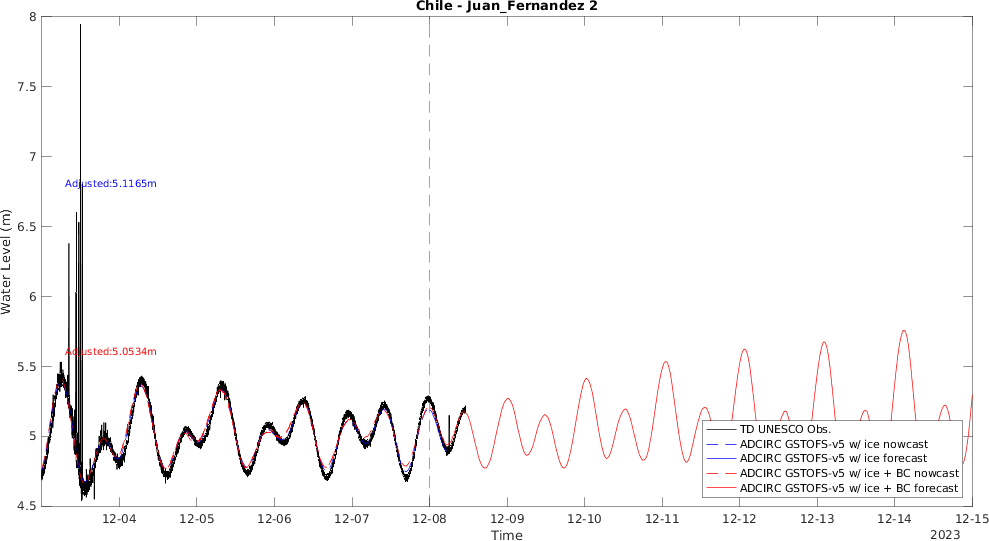 Chile - Juan_Fernandez 2
8
7.5
7
6.5
6
5.5
5
4.5
Water Level (m)
Adjusted:5.1165m
Adjusted:5.0534m
TD UNESCO Obs.
ADCIRC GSTOFS-v5 w/ ice nowcast
ADCIRC GSTOFS-v5 w/ ice forecast
ADCIRC GSTOFS-v5 w/ ice + BC nowcast
ADCIRC GSTOFS-v5 w/ ice + BC forecast
12-04 12-05 12-06 12-07 12-08 12-09 12-10 12-11 12-12 12-13 12-14 12-15
Time
2023